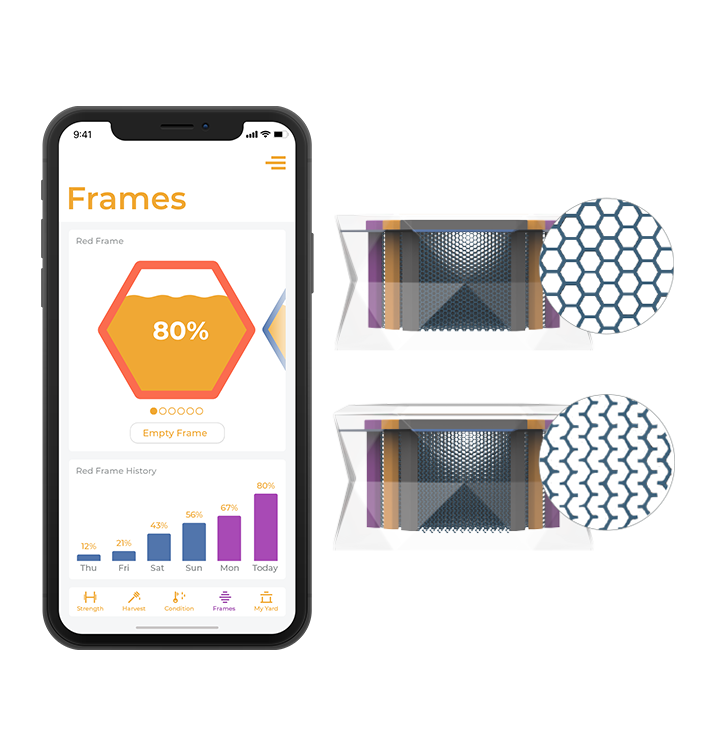 9:41
Frames
Red Frame
80%
Empty Frame
Red Frame History
12% 21% 43% 56% 67% 80%
Thu Fri Sat Sun Mon Today
Strength Harvest Condition Frames My Yard